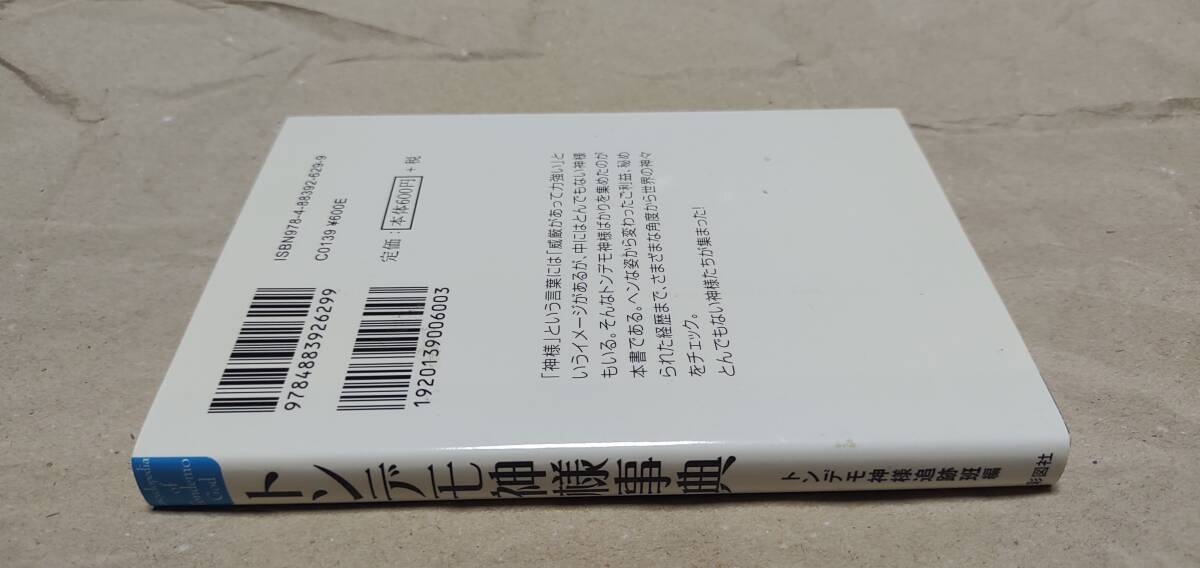 ISBN978-4-88392-629-9
C0139 ¥600E
定価：本体600円 +税
9784883926299
1920139006003
「神様」という言葉には「威厳があって力強い」と
いうイメージがあるが、中にはとんでもない神様
もいる。そんなトンデモ神様ばかりを集めたのが
本書である。ヘンな姿から変わったご利益、秘め
られた経歴まで、さまざまな角度から世界の神々
をチェック。
とんでもない神様たちが集まった!
of
God
トンデモ神様事典
トンデモ神様追跡班 編
彩図社